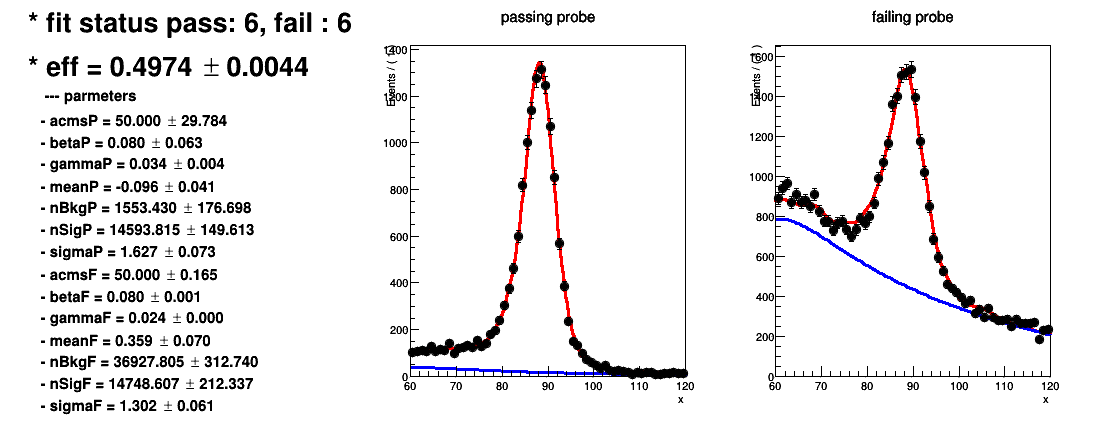 * fit status pass: 6, fail : 6
* eff = 0.4974 ± 0.0044
--- parmeters
- acmsP = 50.000 ± 29.784
- betaP = 0.080 ± 0.063
- gammaP = 0.034 ± 0.004
- meanP = -0.096 ± 0.041
- nBkgP = 1553.430 ± 176.698
- nSigP = 14593.815 ± 149.613
- sigmaP = 1.627 ± 0.073
- acmsF = 50.000 ± 0.165
- betaF = 0.080 ± 0.001
- gammaF = 0.024 ± 0.000
- meanF = 0.359 ± 0.070
- nBkgF = 36927.805 ± 312.740
- nSigF = 14748.607 ± 212.337
- sigmaF = 1.302 ± 0.061
passing probe
Events / (
1400
1200
1000
800
600
400
200
0
60 70 80 90 100 110 120
x
failing probe
Events / (
1600
1400
1200
1000
800
600
400
200
0
60 70 80 90 100 110 120
x